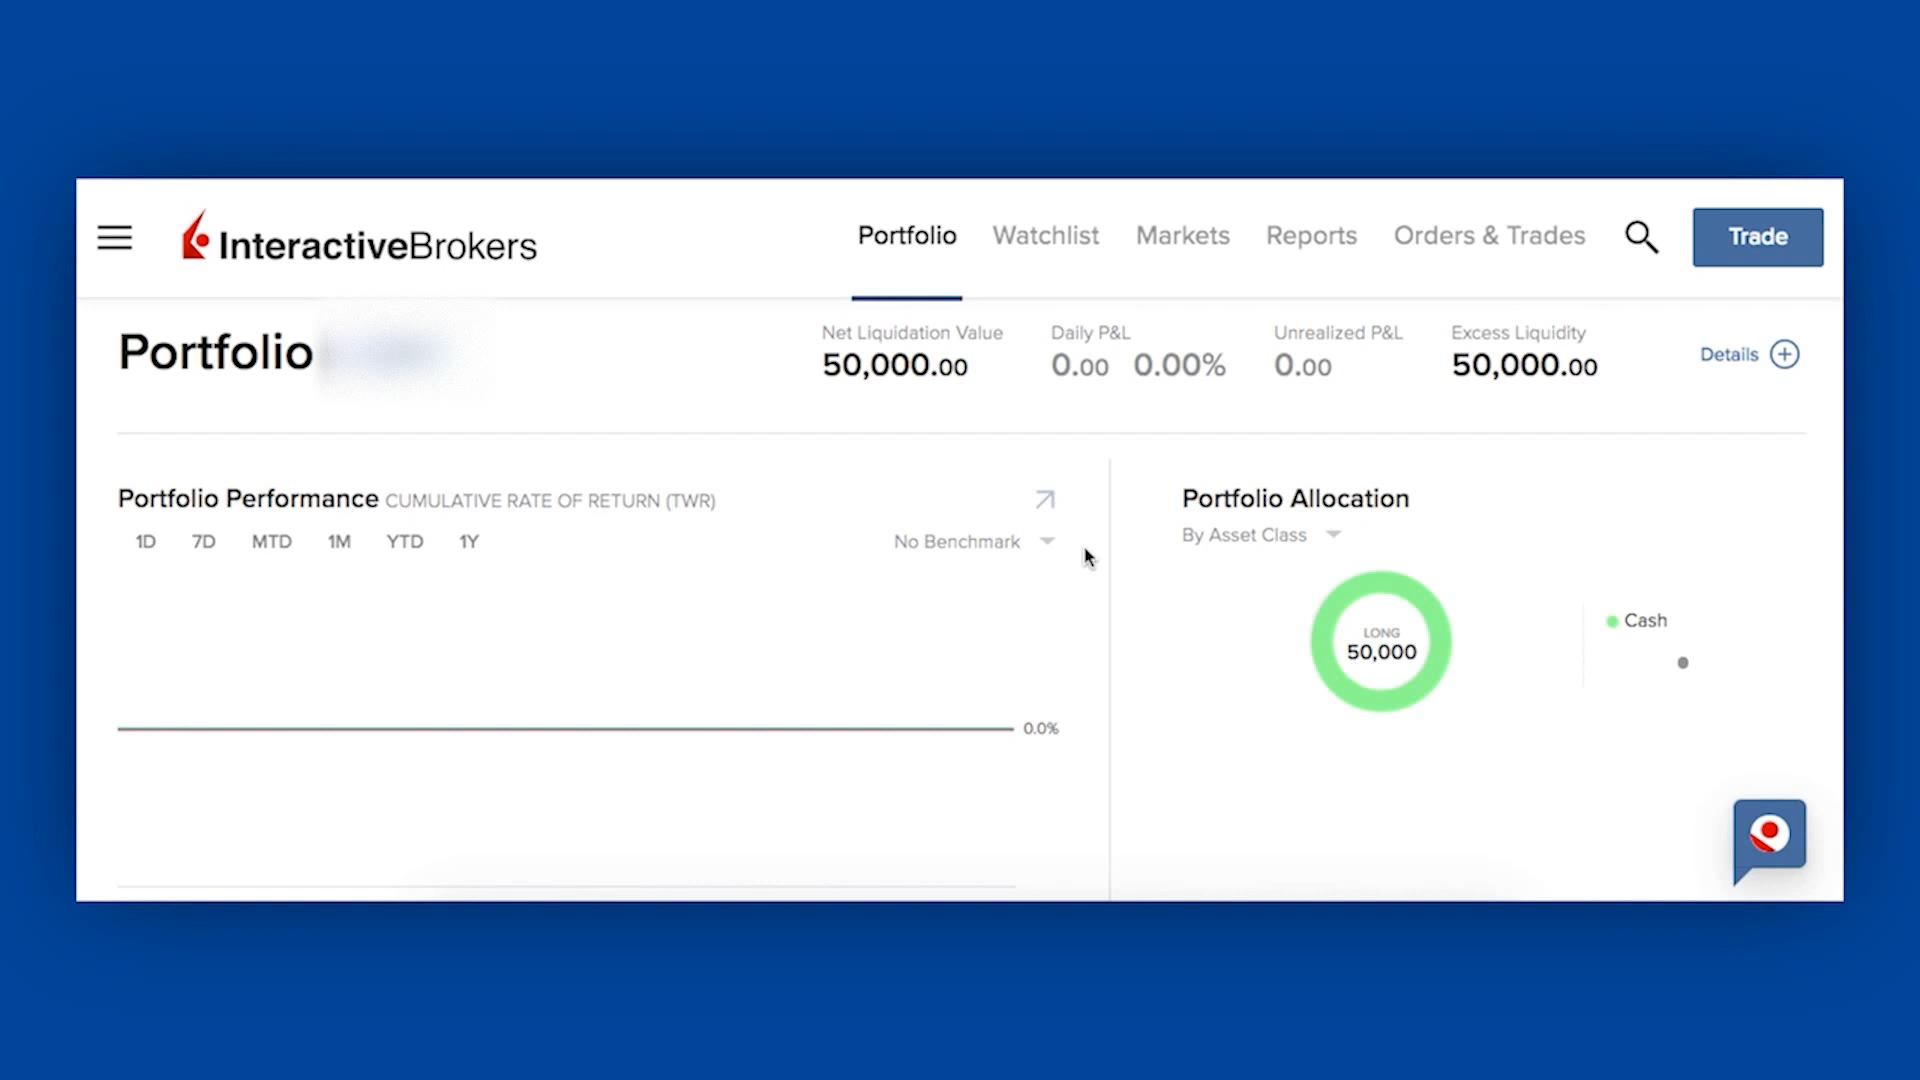 InteractiveBrokers
Portfolio Watchlist Markets Reports Orders & Trades Trade
Portfolio
Net Liquidation Value Daily P&L Unrealized P&L Excess Liquidity
50,000.00 0.00 0.00% 0.00 50,000.00
Details
Portfolio Performance CUMULATIVE RATE OF RETURN (TWR)
1D 7D MTD 1M YTD 1Y No Benchmark
0.0%
Portfolio Allocation
By Asset Class
LONG
50,000
Cash